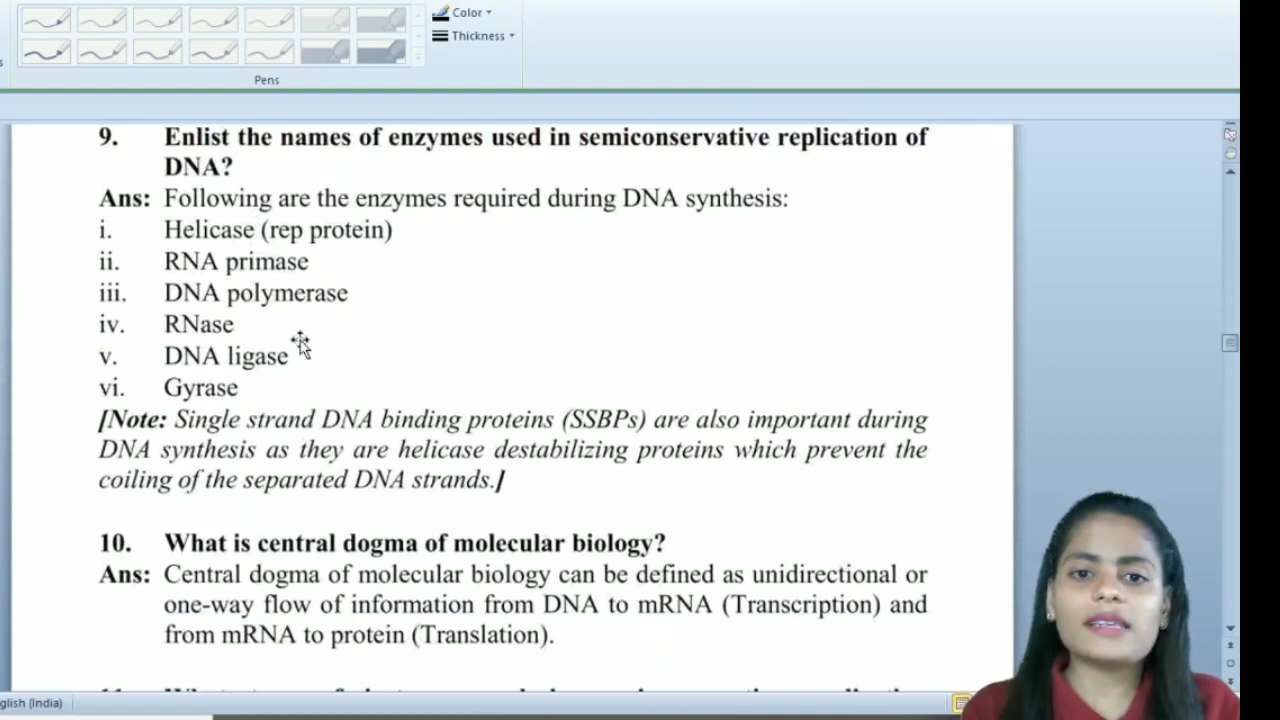 Color
Thickness
Pens
9. Enlist the names of enzymes used in semiconservative replication of
DNA?
Ans: Following are the enzymes required during DNA synthesis:
i. Helicase (rep protein)
ii. RNA primase
iii. DNA polymerase
iv. RNase
v. DNA ligase
vi. Gyrase
[Note: Single strand DNA binding proteins (SSBPs) are also important during
DNA synthesis as they are helicase destabilizing proteins which prevent the
coiling of the separated DNA strands.]
10. What is central dogma of molecular biology?
Ans: Central dogma of molecular biology can be defined as unidirectional or
one-way flow of information from DNA to mRNA (Transcription) and
from mRNA to protein (Translation).
glish (India)